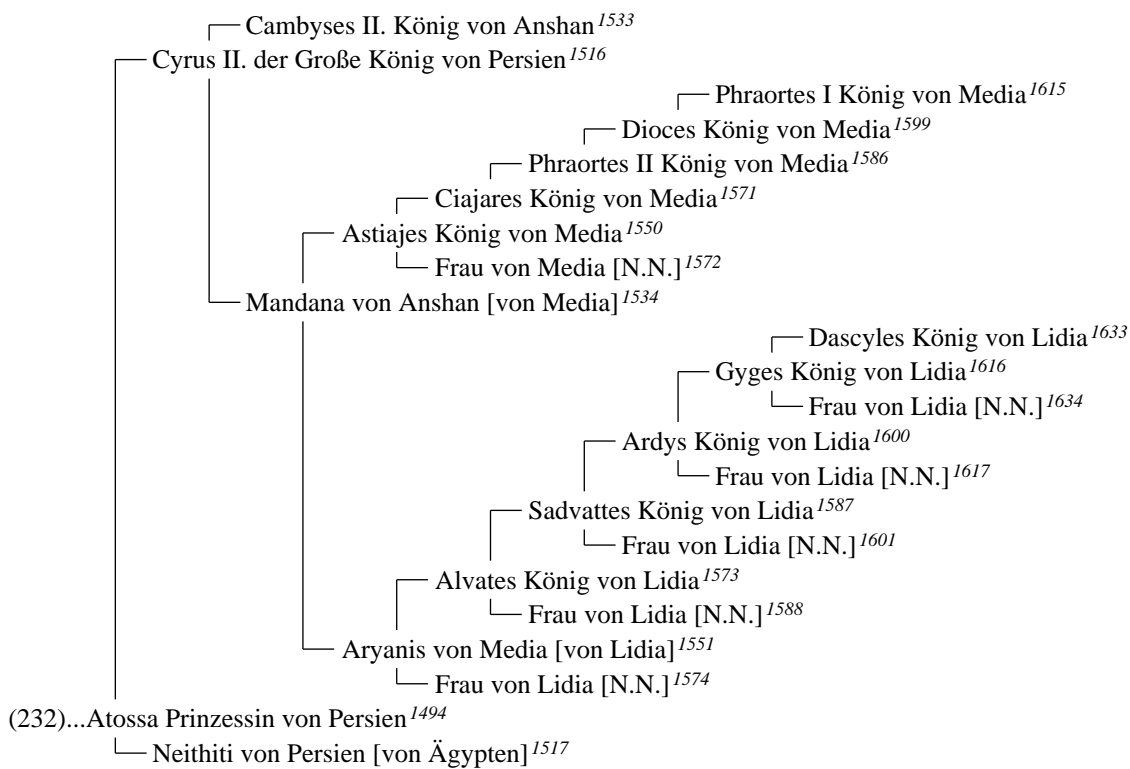 Cambyses II. König von Anshan1533
Cyrus II. der Große König von Persien1516
Phraortes I König von Media1615
Dioces König von Media1599
Phraortes II König von Media1586
Ciajares König von Media1571
Astiajes König von Media1550
Frau von Media [N.N.]1572
Mandana von Anshan [von Media]1534
Dascyles König von Lidia1633
Gyges König von Lidia1616
Frau von Lidia [N.N.]1634
Ardys König von Lidia1600
Frau von Lidia [N.N.]1617
Sadvattes König von Lidia1587
Frau von Lidia [N.N.]1601
Alvates König von Lidia1573
Frau von Lidia [N.N.]1588
Aryanis von Media [von Lidia]1551
Frau von Lidia [N.N.]1574
(232)...Atossa Prinzessin von Persien1494
Neithiti von Persien [von Ägypten]1517